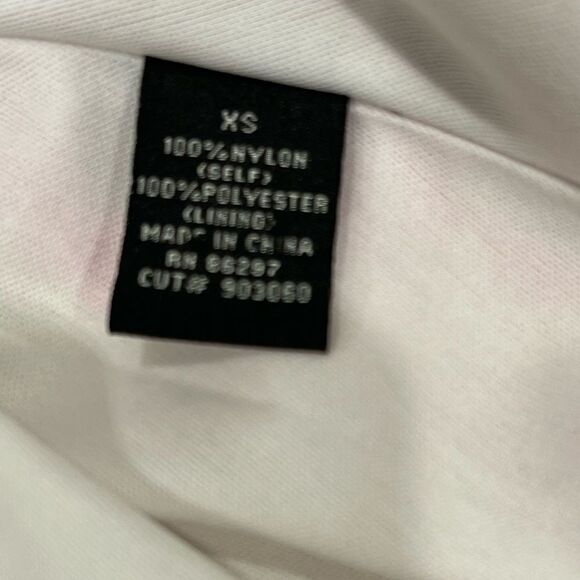 XS
100%NYLON
(SELF)
100%POLYESTER
(LINING)
MADE IN CHINA
RN 86297
CUT# 903060